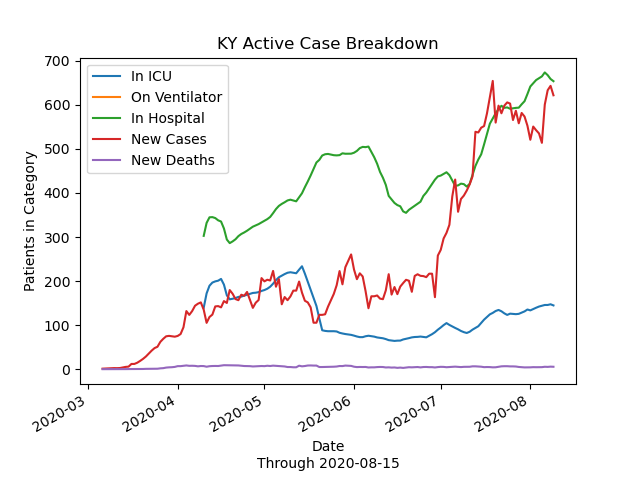 KY Active Case Breakdown
700
600
500
400
300
200
100
0
Patients in Category
In ICU
On Ventilator
In Hospital
New Cases
New Deaths
2020-03
2020-04
2020-05
2020-06
2020-07
2020-08
Date
Through 2020-08-15